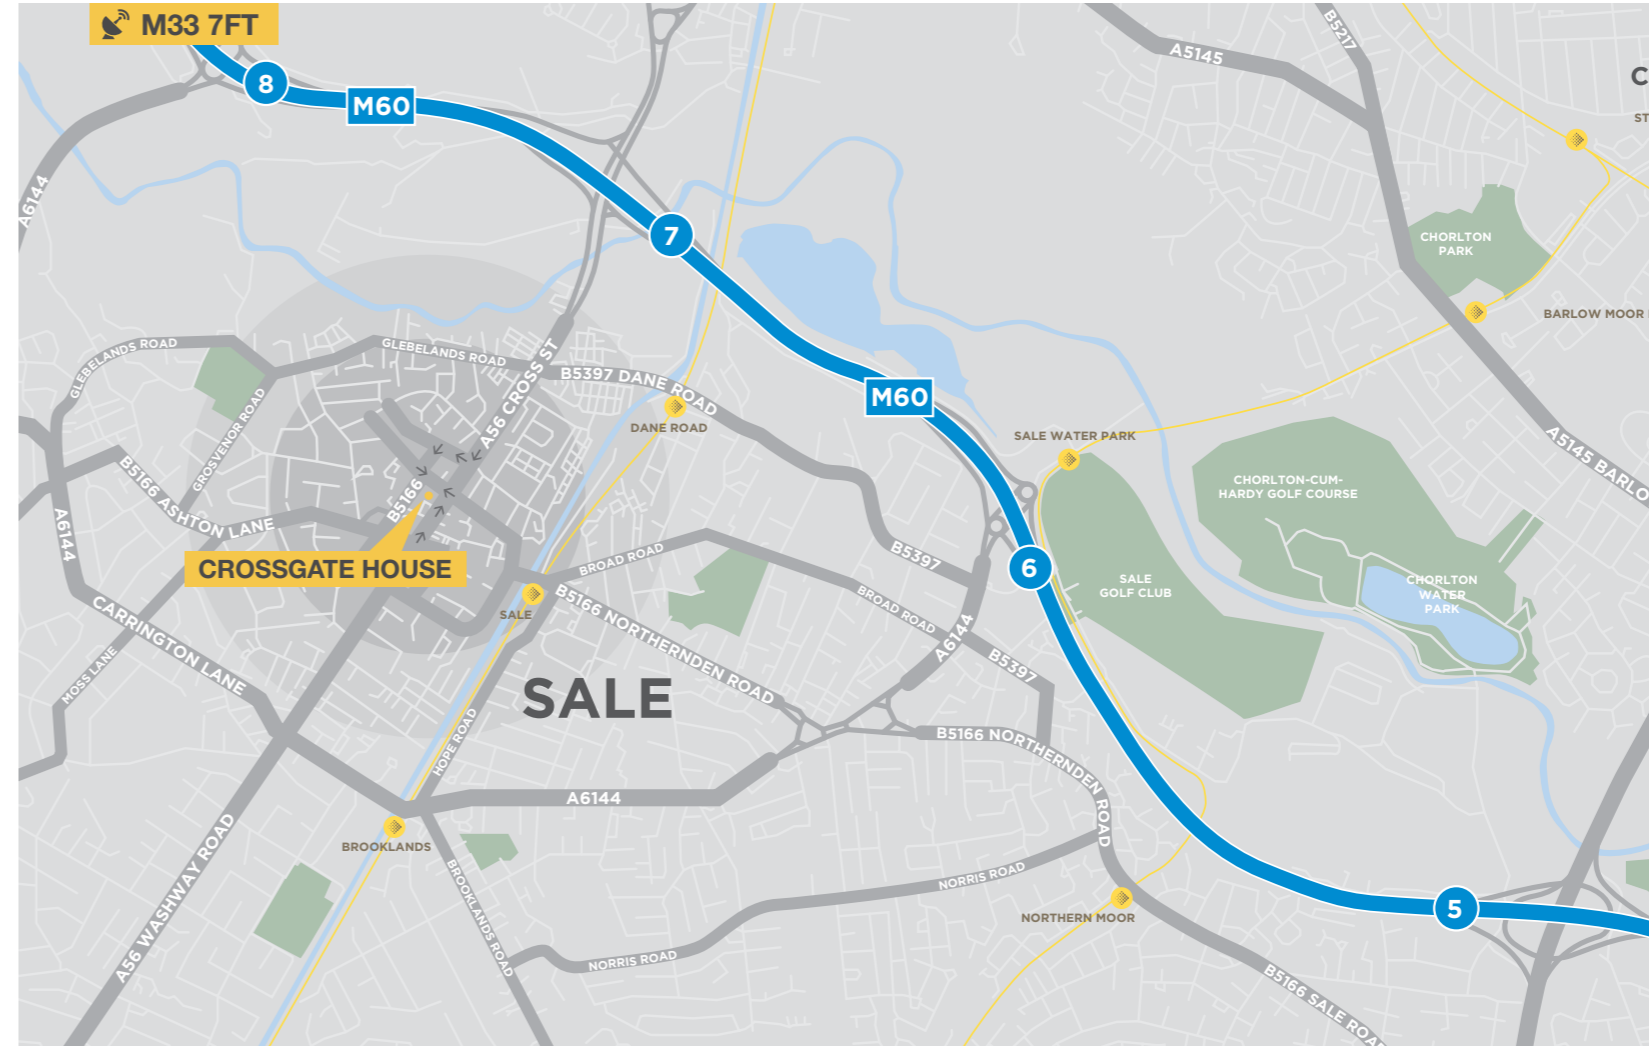 M33 7FT
8
M60
A5145
B5217
C
ST
A6144
7
CHORLTON
PARK
BARLOW MOOR
GLEBELANDS ROAD
GLEBELANDS ROAD
A56 CROSS ST
B5397 DANE ROAD
GROSVENOR ROAD
DANE ROAD
M60
SALE WATER PARK
A5145 BARLO
CHORLTON-CUM-
HARDY GOLF COURSE
B5166
B5166 ASHTON LANE
A6144
CROSSGATE HOUSE
BROAD ROAD
B5397
6
SALE
GOLF CLUB
CHORLTON
WATER
PARK
SALE
B5166 NORTHERNDEN ROAD
BROAD ROAD
A6144
B5397
CARRINGTON LANE
MOSS LANE
SALE
HOPE ROAD
B5166 NORTHERNDEN ROAD
A6144
BROOKLANDS
A56 WASHWAY ROAD
BROOKLANDS ROAD
NORRIS ROAD
NORTHERN MOOR
5
NORRIS ROAD
B5166 SALE ROA